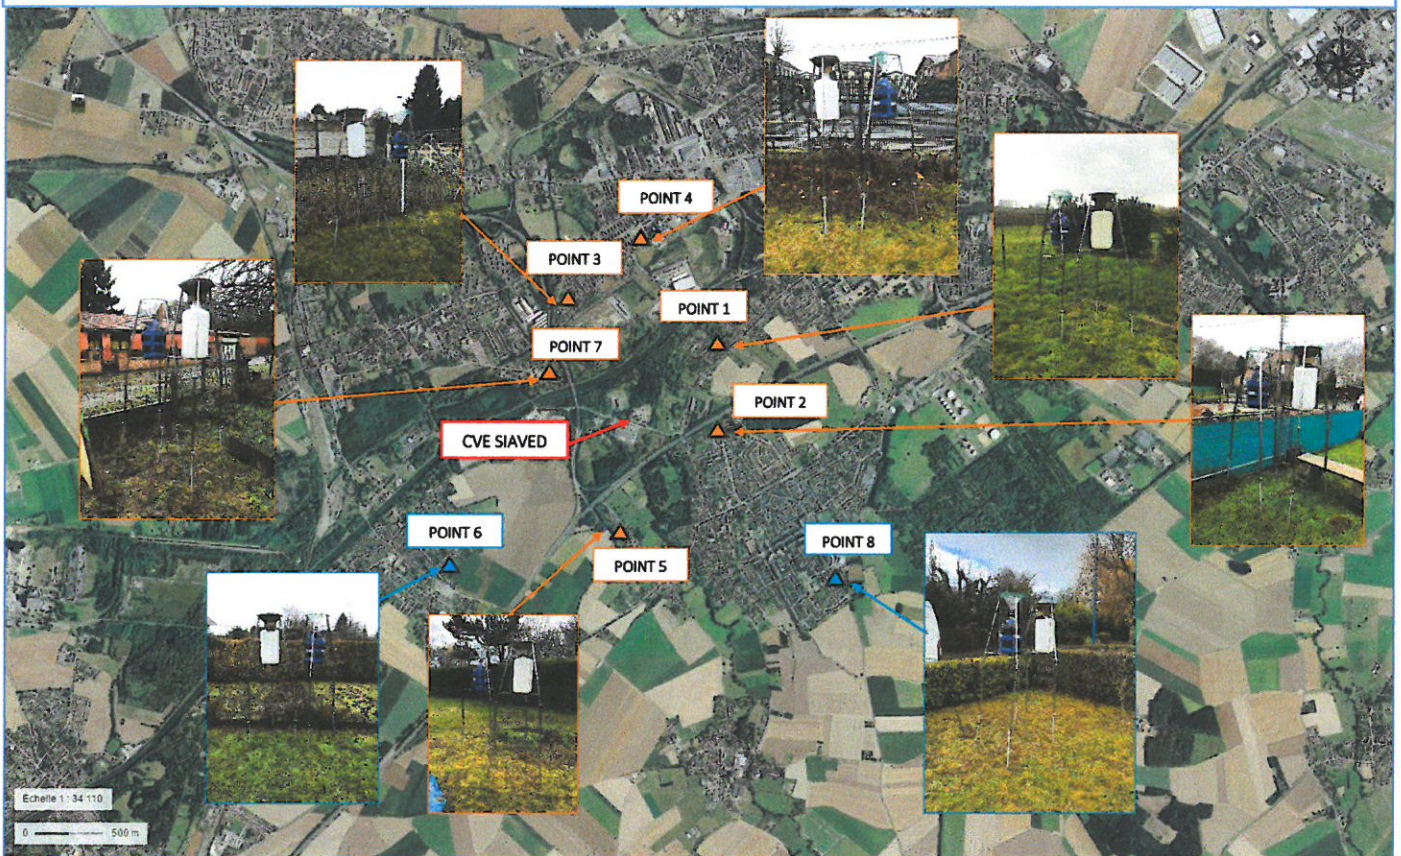 POINT 4
POINT 3
POINT 1
POINT 7
POINT 2
CVE SIAVED
POINT 6
POINT 8
POINT 5
Echelle 1 : 34 110
0 500 m